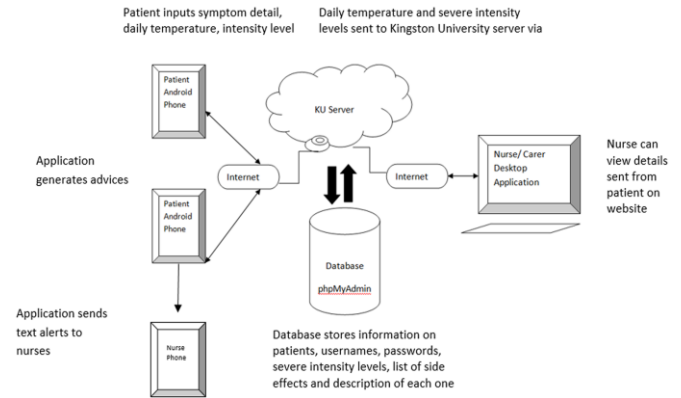 Patient inputs symptom detail,
daily temperature, intensity level
Daily temperature and severe intensity
levels sent to Kingston University server via
Patient
Android
Phone
KU Server
Application
generates advices
Internet
Internet
Nurse/ Carer
Desktop
Application
Nurse can
view details
sent from
patient on
website
Patient
Android
Phone
Database
phpMyAdmin
Application sends
text alerts to
nurses
Nurse
Phone
Database stores information on
patients, usernames, passwords,
severe intensity levels, list of side
effects and description of each one